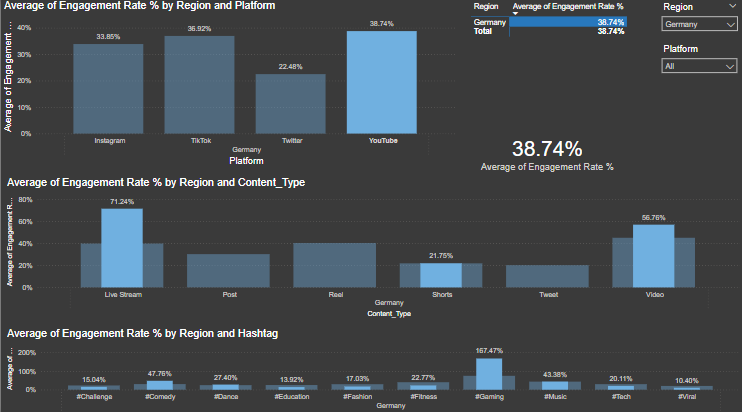 Average of Engagement Rate % by Region and Platform
Average of Engagement ...
40%
30%
20%
10%
0%
33.85%
36.92%
22.48%
38.74%
Instagram
TikTok
Twitter
YouTube
Germany
Platform
Region
Average of Engagement Rate %
Germany
38.74%
Total
38.74%
Region
Germany
Platform
All
38.74%
Average of Engagement Rate %
Average of Engagement Rate % by Region and Content_Type
Average of Engagement R...
80%
60%
40%
20%
0%
71.24%
21.75%
56.76%
Live Stream
Post
Real
Shorts
Tweet
Video
Germany
Content_Type
Average of Engagement Rate % by Region and Hashtag
Average of ...
200%
100%
0%
15.04%
47.76%
27.40%
13.92%
17.03%
22.77%
167.47%
43.38%
20.11%
10.40%
#Challenge
#Comedy
#Dance
#Education
#Fashion
#Fitness
#Gaming
#Music
#Tech
#Viral
Germany